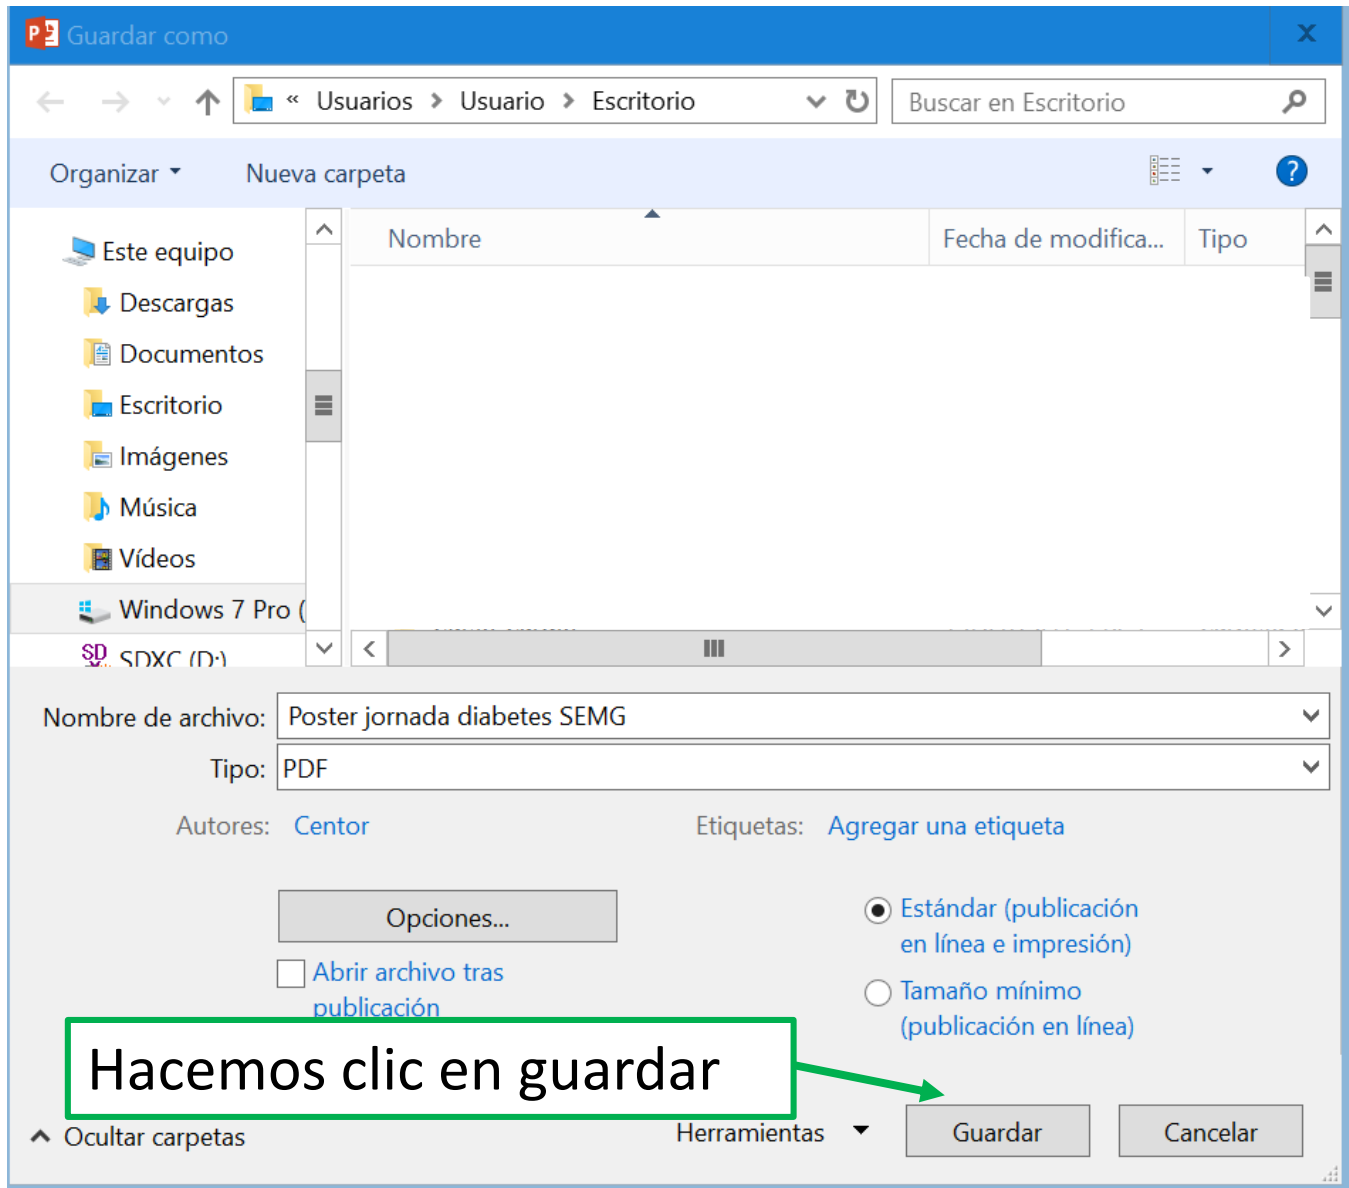 Guardar como
« Usuarios > Usuario > Escritorio
Buscar en Escritorio
Organizar
Nueva carpeta
Nombre
Fecha de modifica...
Tipo
Este equipo
Descargas
Documentos
Escritorio
Imágenes
Música
Vídeos
Windows 7 Pro (
SDXC (D:)
Nombre de archivo: Poster jornada diabetes SEMG
Tipo: PDF
Autores: Centor
Etiquetas: Agregar una etiqueta
Opciones...
Abrir archivo tras
publicación
Estándar (publicación
en línea e impresión)
Tamaño mínimo
(publicación en línea)
Hacemos clic en guardar
Ocultar carpetas
Herramientas
Guardar
Cancelar